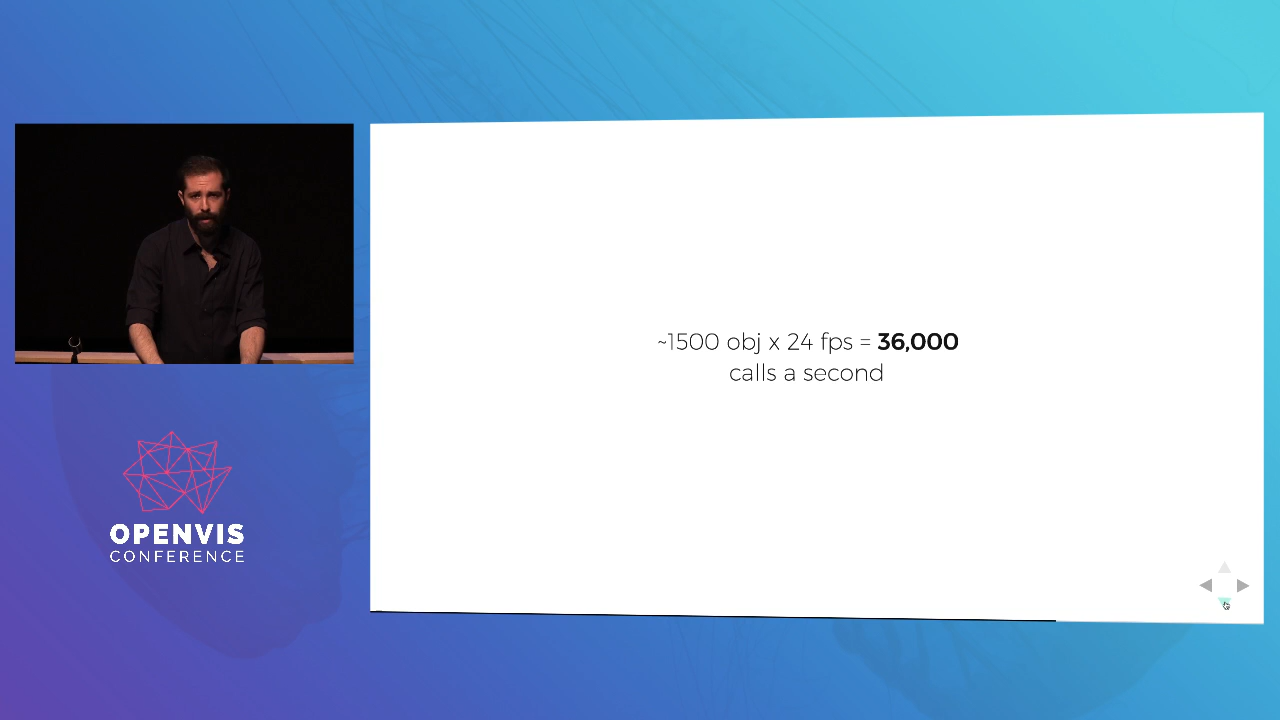 ~1500 obj x 24 fps = 36,000
calls a second
OPENVIS
CONFERENCE